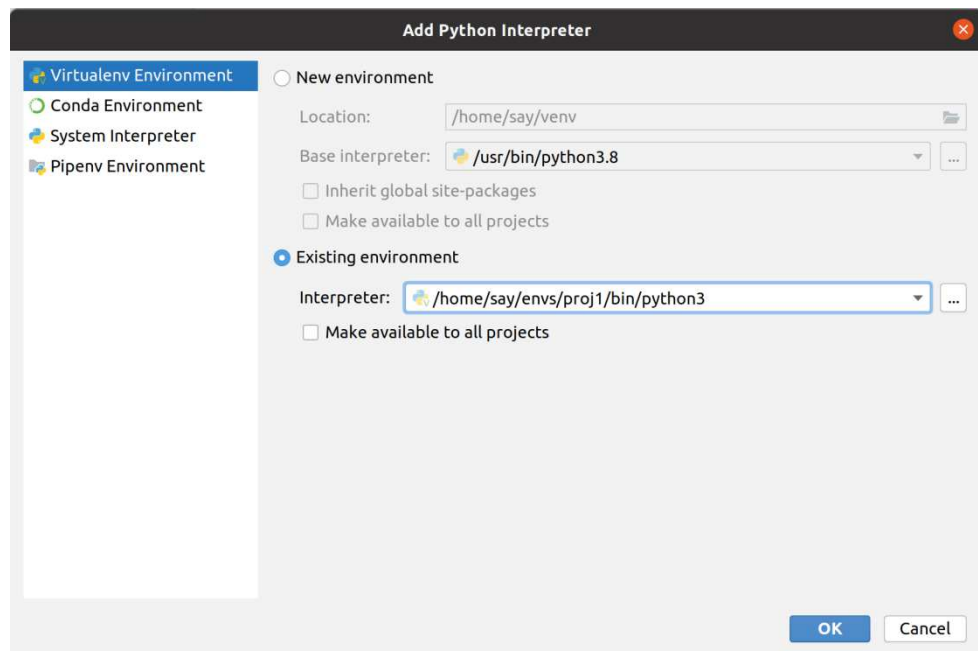 Add Python Interpreter
Virtualenv Environment
Conda Environment
System Interpreter
Pipenv Environment
New environment
Location: /home/say/venv
Base interpreter: /usr/bin/python3.8 ...
Inherit global site-packages
Make available to all projects
Existing environment
Interpreter: /home/say/envs/proj1/bin/python3 ...
Make available to all projects
OK Cancel